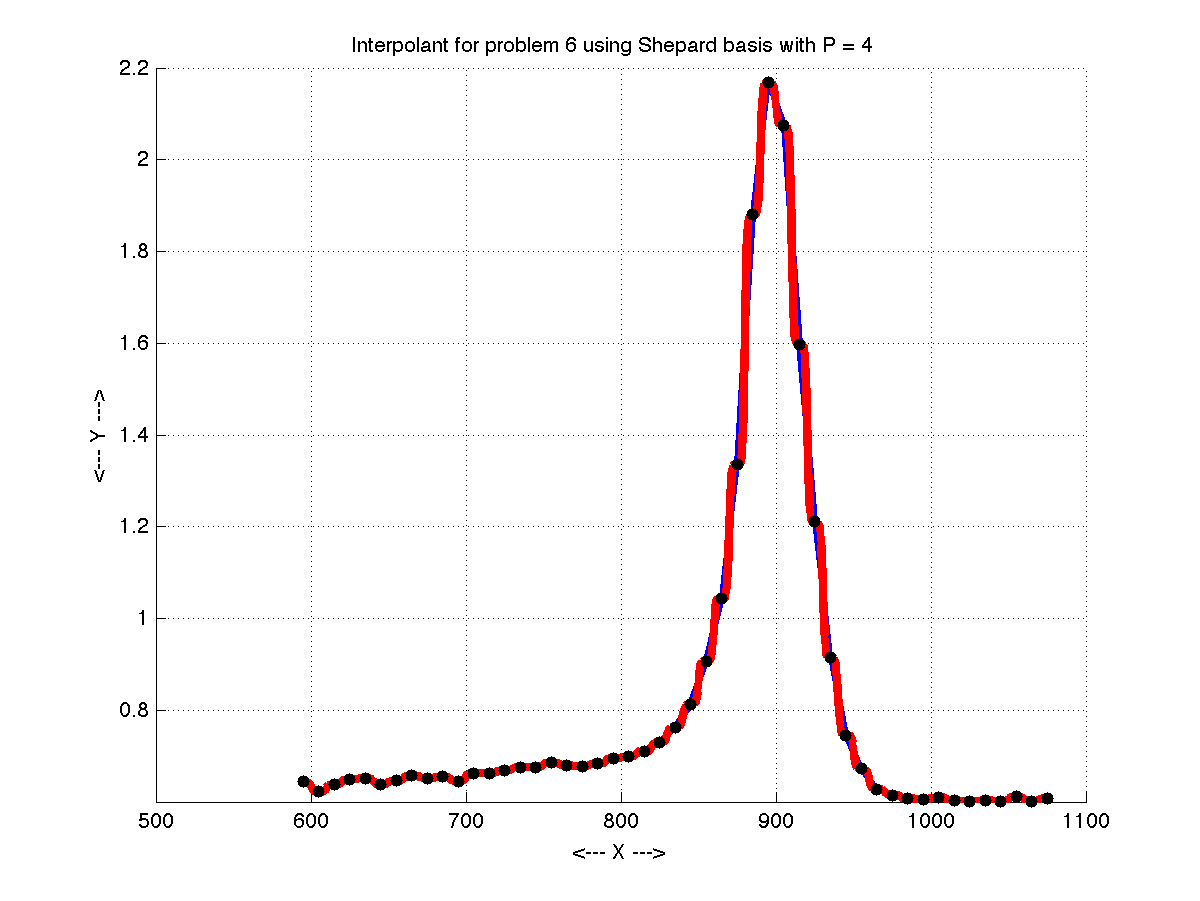 Interpolant for problem 6 using Shepard basis with P = 4
2.2
2
1.8
1.6
1.4
1.2
1
0.8
<--- Y --->
500 600 700 800 900 1000 1100
<--- X --->